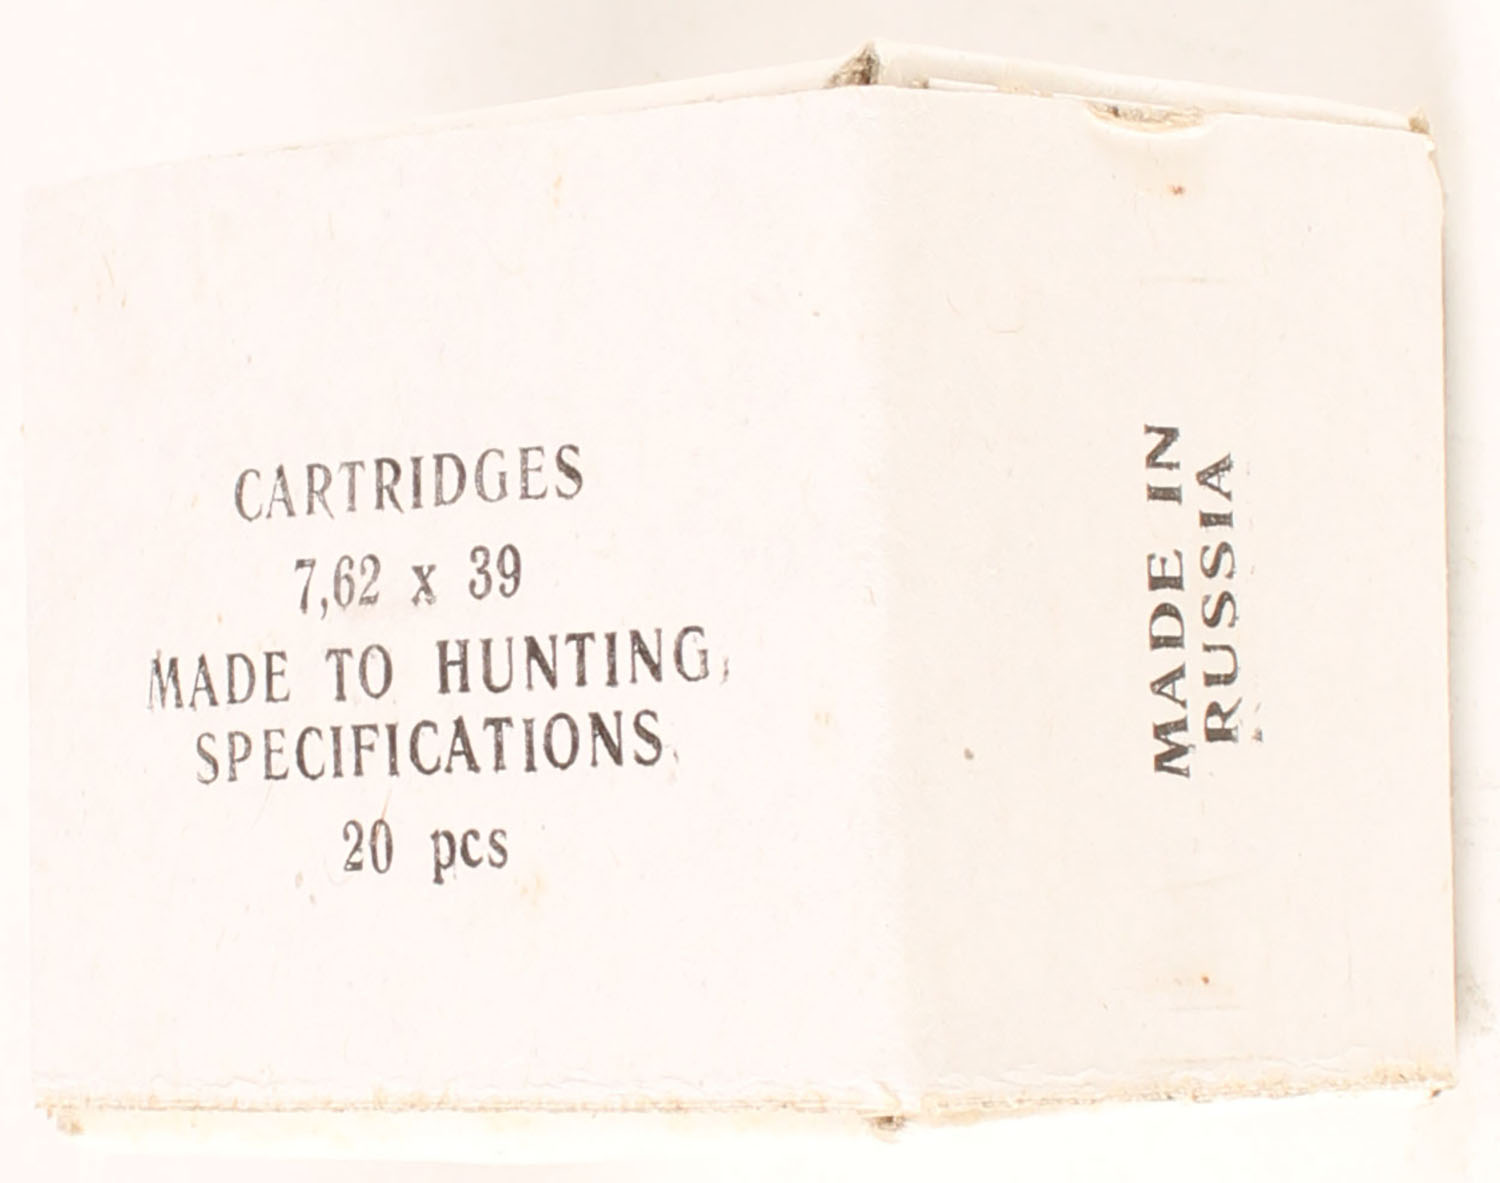 CARTRIDGES
7,62 x 39
MADE TO HUNTING,
SPECIFICATIONS.
20 pcs
MADE IN
RUSSIA